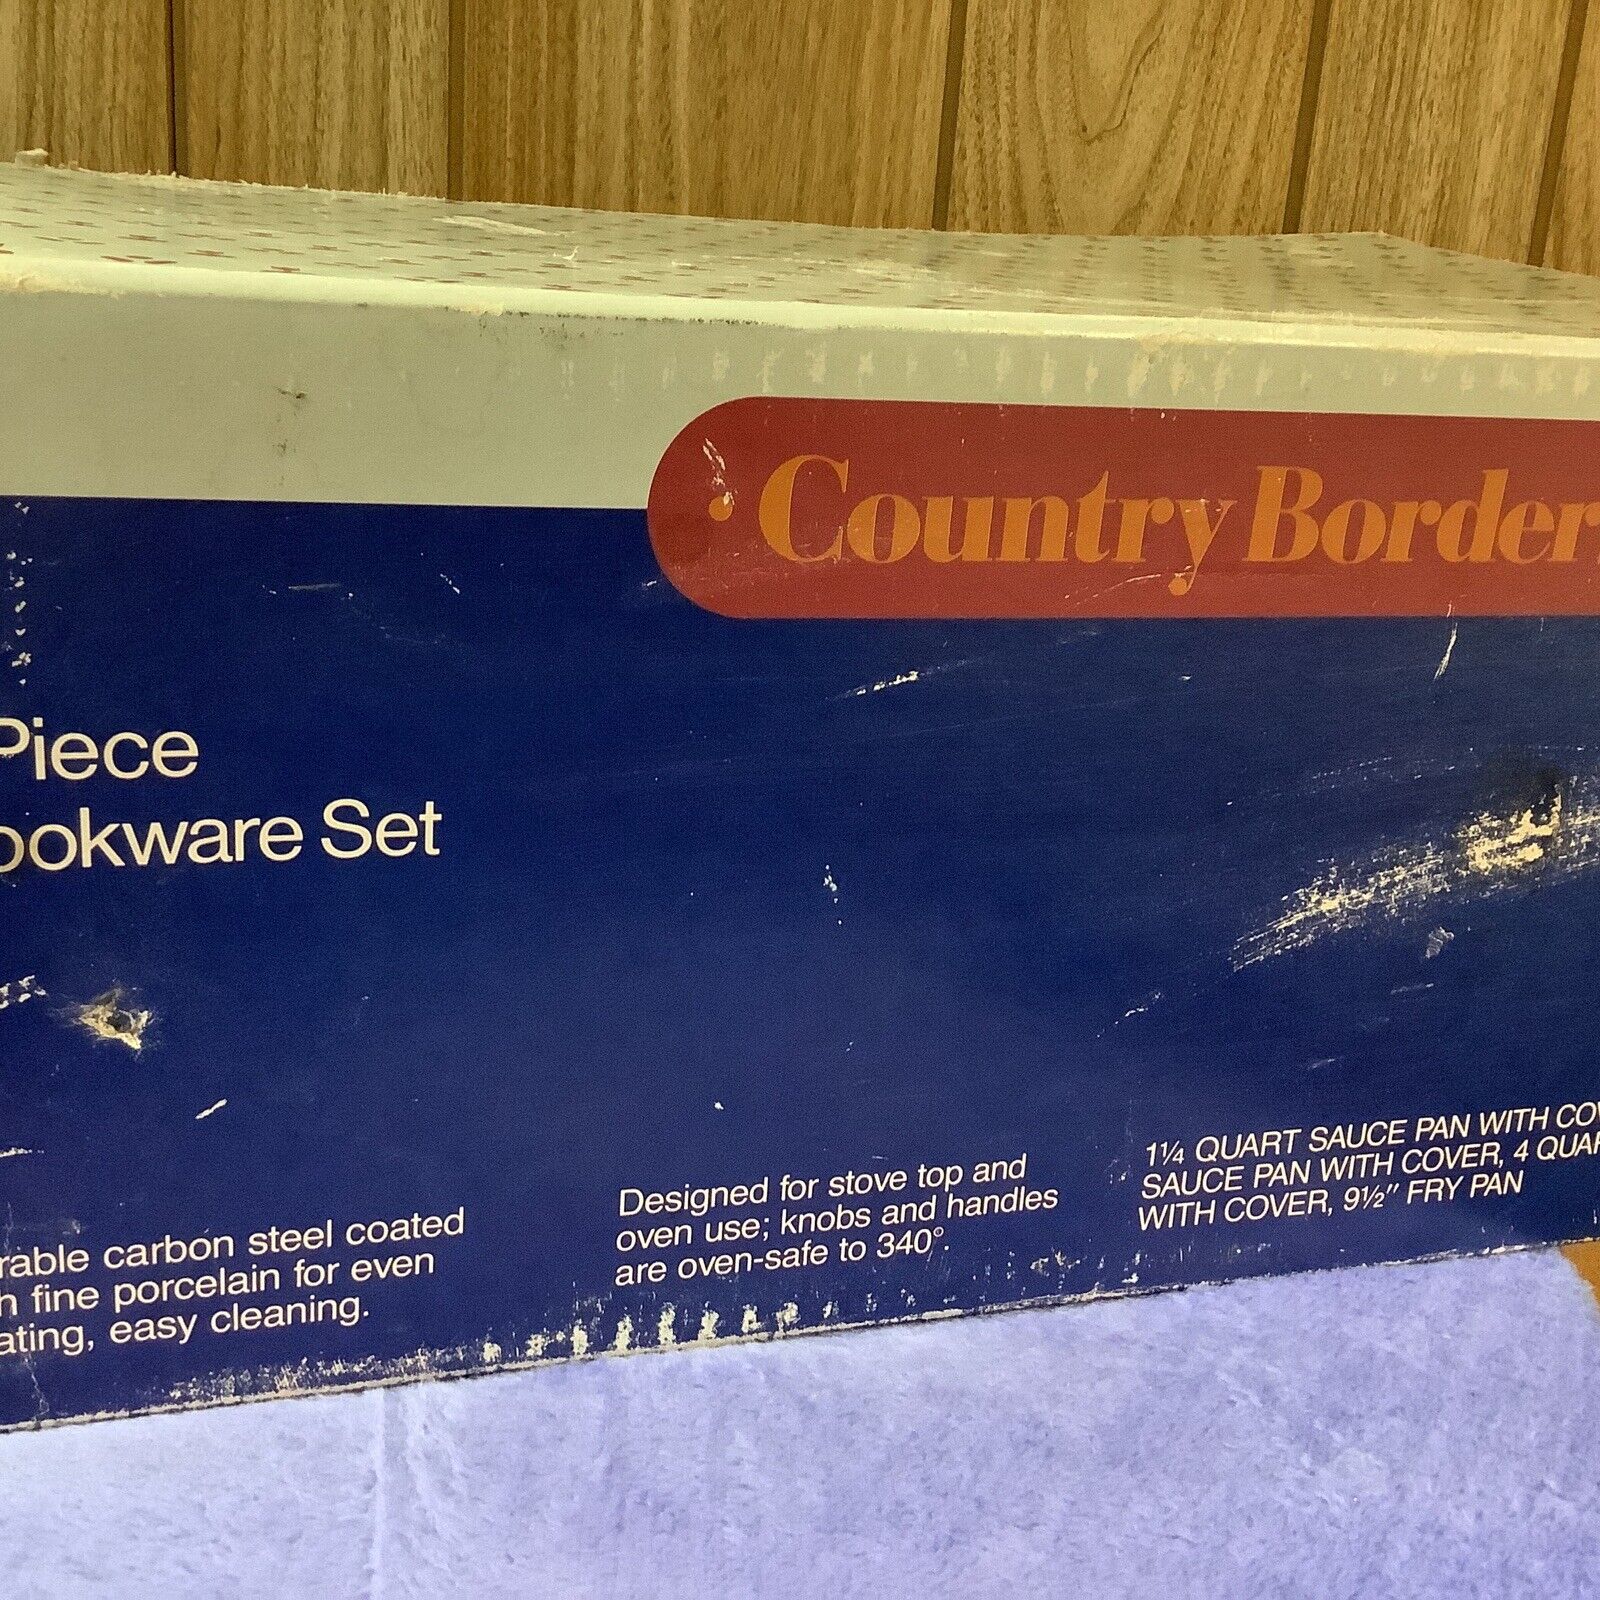 Country Border
Piece
ookware Set
rable carbon steel coated
h fine porcelain for even
ating, easy cleaning.
Designed for stove top and
oven use; knobs and handles
are oven-safe to 340°.
1¼ QUART SAUCE PAN WITH CO
SAUCE PAN WITH COVER, 4 QUAR
WITH COVER, 9½" FRY PAN